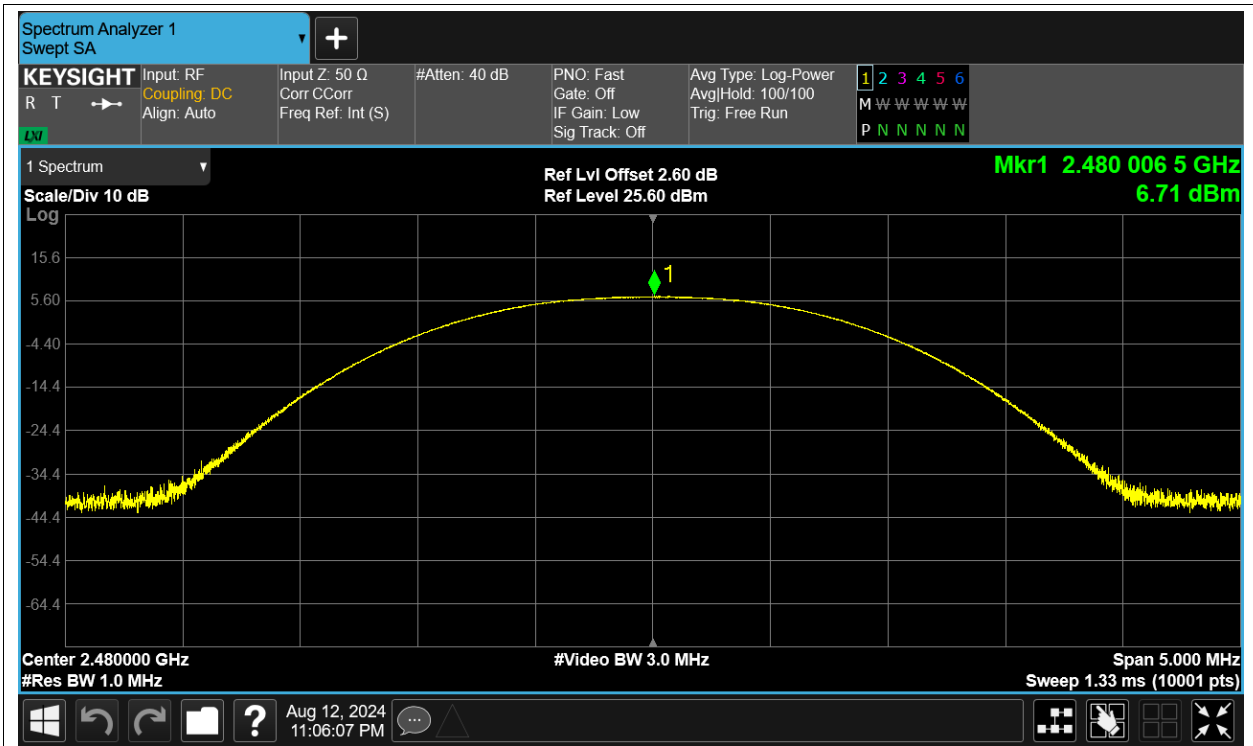 Spectrum Analyzer 1
Swept SA
KEYSIGHT
R T
LXI
Input: RF
Coupling: DC
Align: Auto
Input Z: 50 Ω
Corr CCorr
Freq Ref: Int (S)
#Atten: 40 dB
PNO: Fast
Gate: Off
IF Gain: Low
Sig Track: Off
Avg Type: Log-Power
Avg|Hold: 100/100
Trig: Free Run
1 2 3 4 5 6
M W W W W W
P N N N N N
1 Spectrum
Scale/Div 10 dB
Log
Ref Lvl Offset 2.60 dB
Ref Level 25.60 dBm
Mkr1 2.480 006 5 GHz
6.71 dBm
1
15.6
5.60
-4.40
-14.4
-24.4
-34.4
-44.4
-54.4
-64.4
Center 2.480000 GHz
#Video BW 3.0 MHz
Span 5.000 MHz
#Res BW 1.0 MHz
Sweep 1.33 ms (10001 pts)
?
Aug 12, 2024
11:06:07 PM